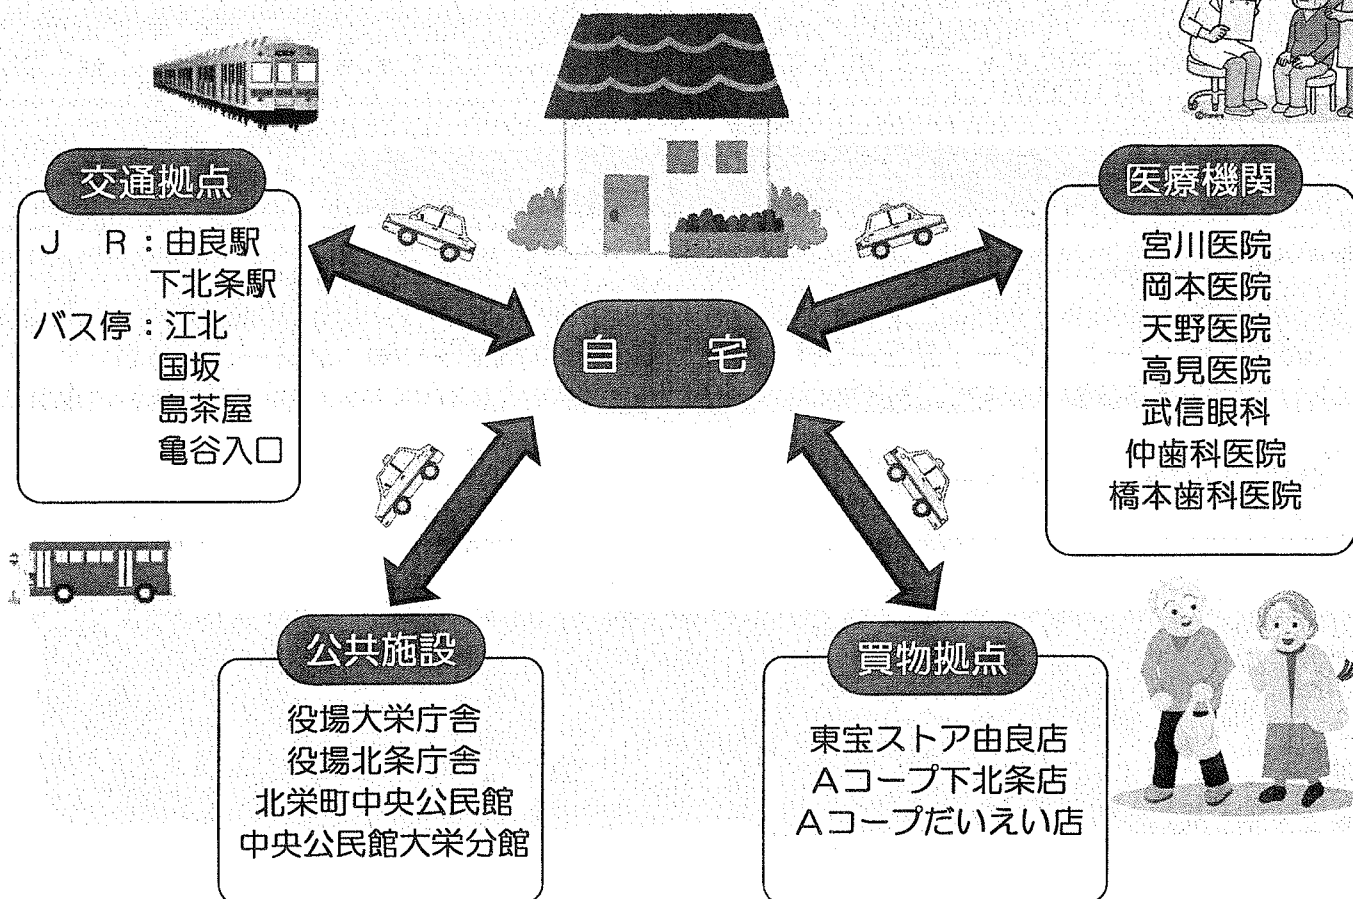 交通拠点
J R：由良駅
下北条駅
バス停：江北
国坂
島茶屋
亀谷入口
医療機関
宮川医院
岡本医院
天野医院
高見医院
武信眼科
仲歯科医院
橋本歯科医院
自 宅
公共施設
役場大栄庁舎
役場北条庁舎
北栄町中央公民館
中央公民館大栄分館
買物拠点
東宝ストア由良店
Aコープ下北条店
Aコープだいえい店